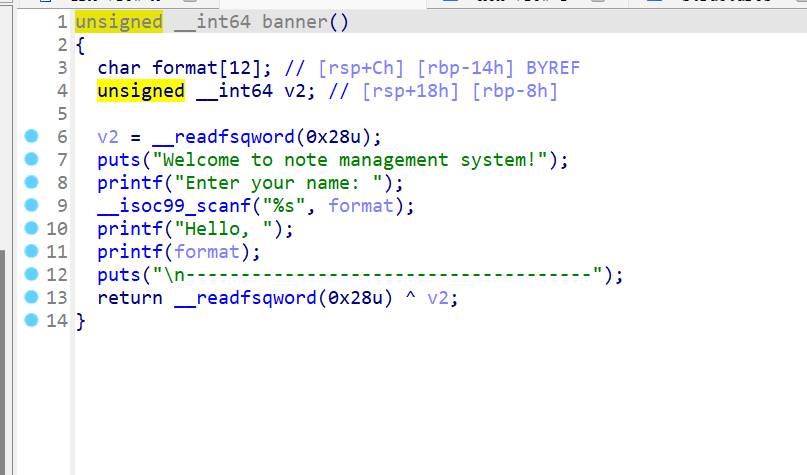 1 unsigned __int64 banner()
2 {
3 char format[12]; // [rsp+Ch] [rbp-14h] BYREF
4 unsigned __int64 v2; // [rsp+18h] [rbp-8h]
5
6 v2 = __readfsqword(0x28u);
7 puts("Welcome to note management system!");
8 printf("Enter your name: ");
9 __isoc99_scanf("%s", format);
10 printf("Hello, ");
11 printf(format);
12 puts("\n-------------------------------------");
13 return __readfsqword(0x28u) ^ v2;
14 }